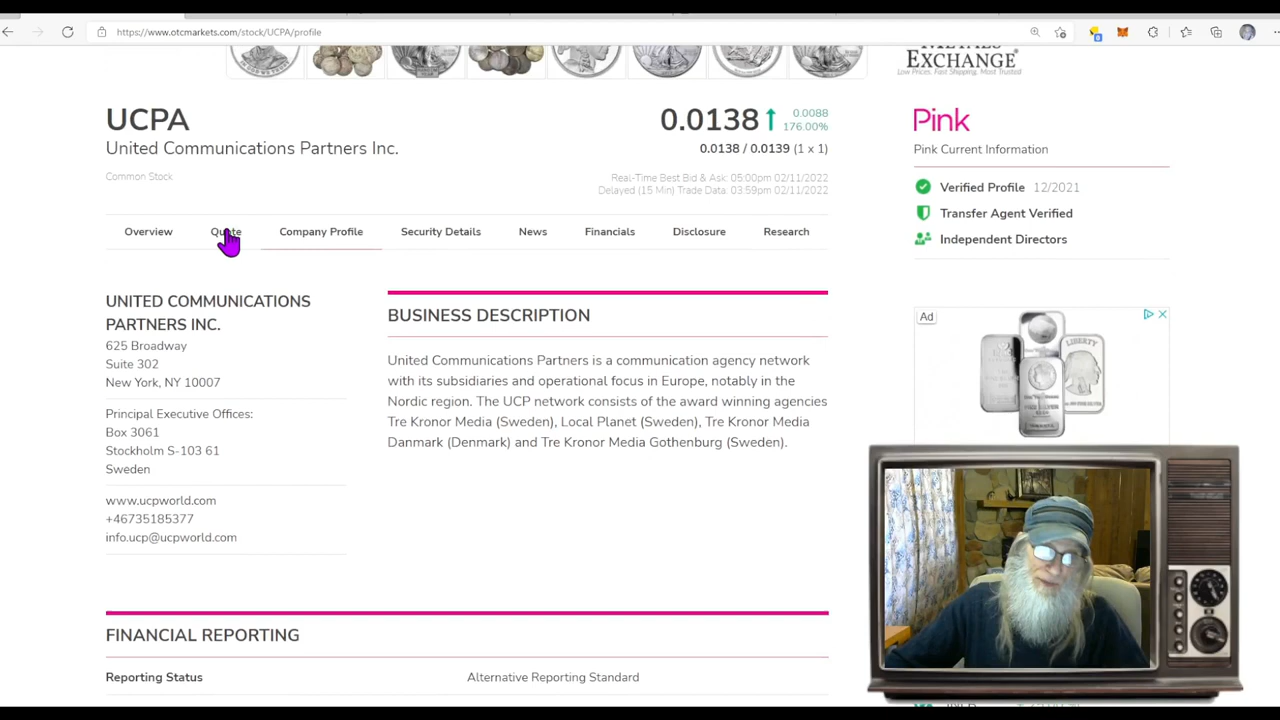 https://www.otcmarkets.com/stock/UCPA/profile
METALS
EXCHANGE
Low Prices. Fast Shipping. Most Trusted
UCPA
United Communications Partners Inc.
Common Stock
0.0138
0.0088
176.00%
0.0138 / 0.0139 (1 x 1)
Real-Time Best Bid & Ask: 05:00pm 02/11/2022
Delayed (15 Min) Trade Data: 03:59pm 02/11/2022
Pink
Pink Current Information
Verified Profile 12/2021
Transfer Agent Verified
Independent Directors
Overview
Quote
Company Profile
Security Details
News
Financials
Disclosure
Research
UNITED COMMUNICATIONS
PARTNERS INC.
625 Broadway
Suite 302
New York, NY 10007
Principal Executive Offices:
Box 3061
Stockholm S-103 61
Sweden
www.ucpworld.com
+46735185377
info.ucp@ucpworld.com
BUSINESS DESCRIPTION
United Communications Partners is a communication agency network
with its subsidiaries and operational focus in Europe, notably in the
Nordic region. The UCP network consists of the award winning agencies
Tre Kronor Media (Sweden), Local Planet (Sweden), Tre Kronor Media
Danmark (Denmark) and Tre Kronor Media Gothenburg (Sweden).
Ad
LIBERTY
FINANCIAL REPORTING
Reporting Status
Alternative Reporting Standard